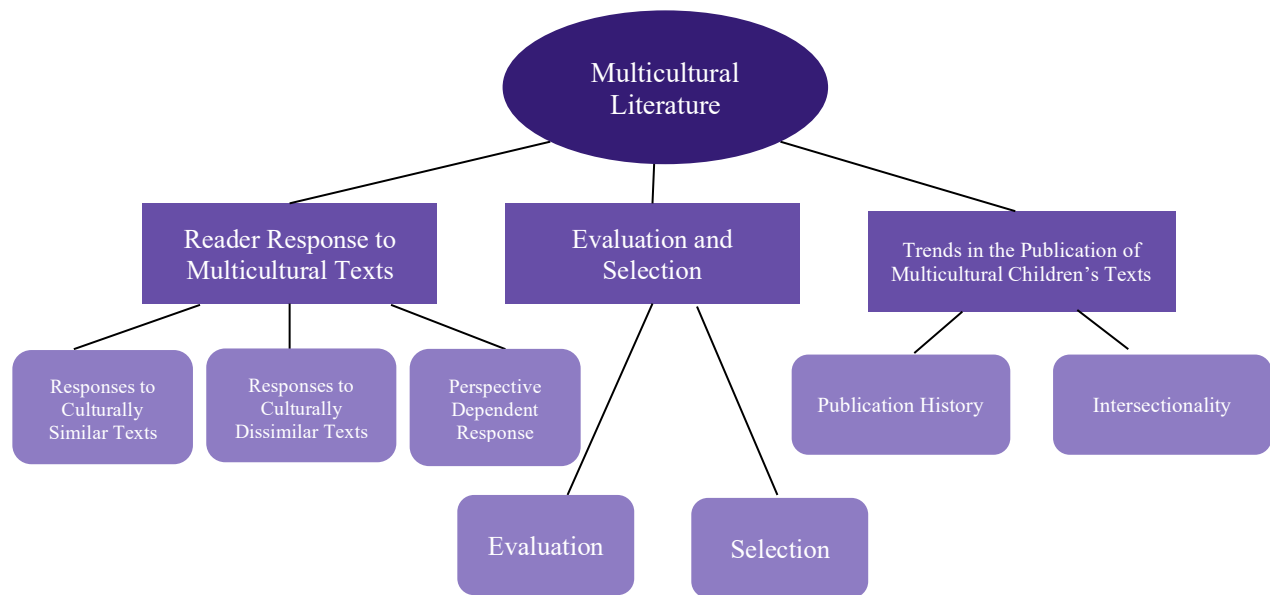 Multicultural
Literature
Reader Response to
Multicultural Texts
Evaluation and
Selection
Trends in the Publication of
Multicultural Children’s Texts
Responses to
Culturally
Similar Texts
Responses to
Culturally
Dissimilar Texts
Perspective
Dependent
Response
Publication History
Intersectionality
Evaluation
Selection